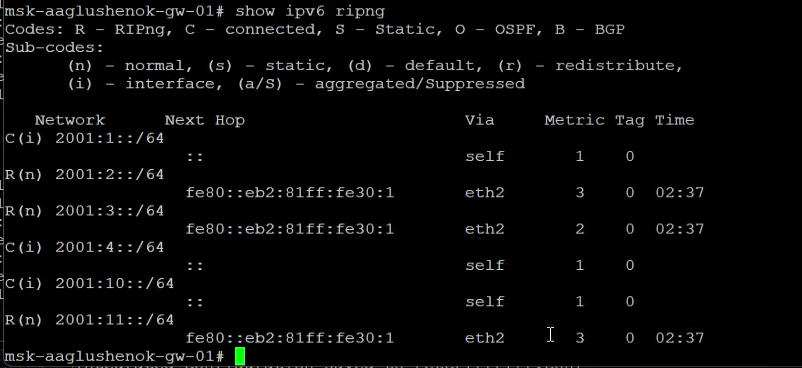 msk-aaglushenok-gw-01# show ipv6 ripng
Codes: R - RIPng, C - connected, S - Static, O - OSPF, B - BGP
Sub-codes:
      (n) - normal, (s) - static, (d) - default, (r) - redistribute,
      (i) - interface, (a/S) - aggregated/Suppressed

   Network      Next Hop                      Via     Metric Tag Time
C(i) 2001:1::/64
                  ::                          self       1    0
R(n) 2001:2::/64
                  fe80::eb2:81ff:fe30:1       eth2       3    0  02:37
R(n) 2001:3::/64
                  fe80::eb2:81ff:fe30:1       eth2       2    0  02:37
C(i) 2001:4::/64
                  ::                          self       1    0
C(i) 2001:10::/64
                  ::                          self       1    0
R(n) 2001:11::/64
                  fe80::eb2:81ff:fe30:1       eth2       3    0  02:37
msk-aaglushenok-gw-01#